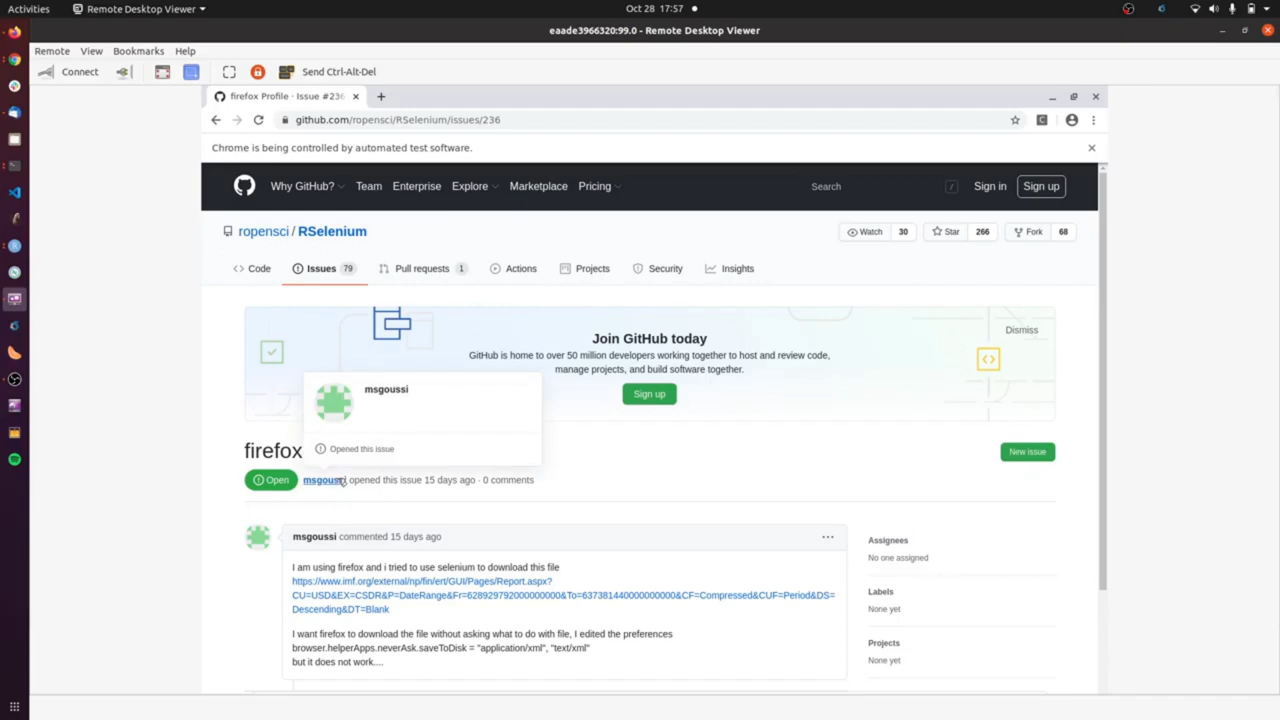 Activities
Remote Desktop Viewer
Oct 28 17:57
eaade3966320:99.0 - Remote Desktop Viewer
Remote View Bookmarks Help
Connect
Send Ctrl-Alt-Del
firefox Profile · Issue #236
github.com/ropensci/RSelenium/issues/236
Chrome is being controlled by automated test software.
Why GitHub? Team Enterprise Explore Marketplace Pricing Search / Sign in Sign up
ropensci / RSelenium
Watch 30 Star 266 Fork 68
Code Issues 79 Pull requests 1 Actions Projects Security Insights
Join GitHub today
Dismiss
GitHub is home to over 50 million developers working together to host and review code,
manage projects, and build software together.
Sign up
msgoussi
Opened this issue
firefox
New issue
Open msgoussi opened this issue 15 days ago · 0 comments
msgoussi commented 15 days ago
I am using firefox and i tried to use selenium to download this file
https://www.imf.org/external/np/fin/ert/GUI/Pages/Report.aspx?
CU=USD&EX=CSDR&P=DateRange&Fr=628929792000000000&To=637381440000000000&CF=Compressed&CUF=Period&DS=
Descending&DT=Blank
I want firefox to download the file without asking what to do with file, I edited the preferences
browser.helperApps.neverAsk.saveToDisk = "application/xml", "text/xml"
but it does not work....
Assignees
No one assigned
Labels
None yet
Projects
None yet